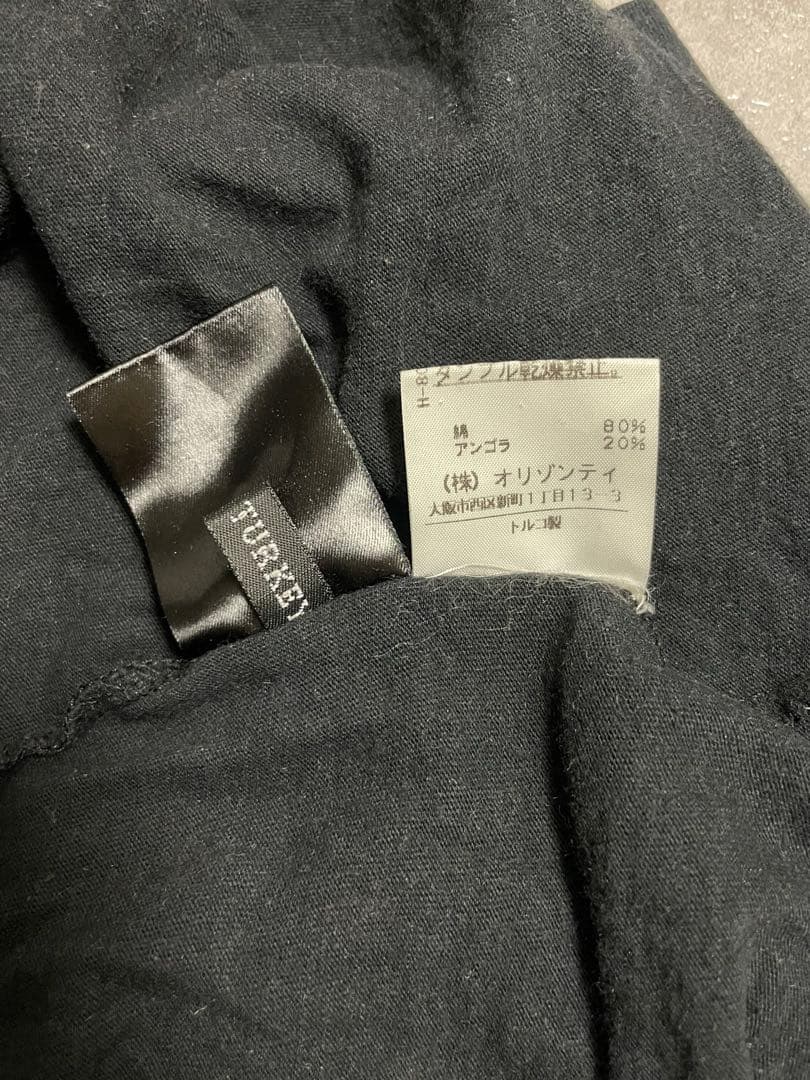 タンブル乾燥禁止。
綿 80%
アンゴラ 20%
(株) オリゾンティ
大阪市西区新町1丁目13-3
トルコ製
TURKEY